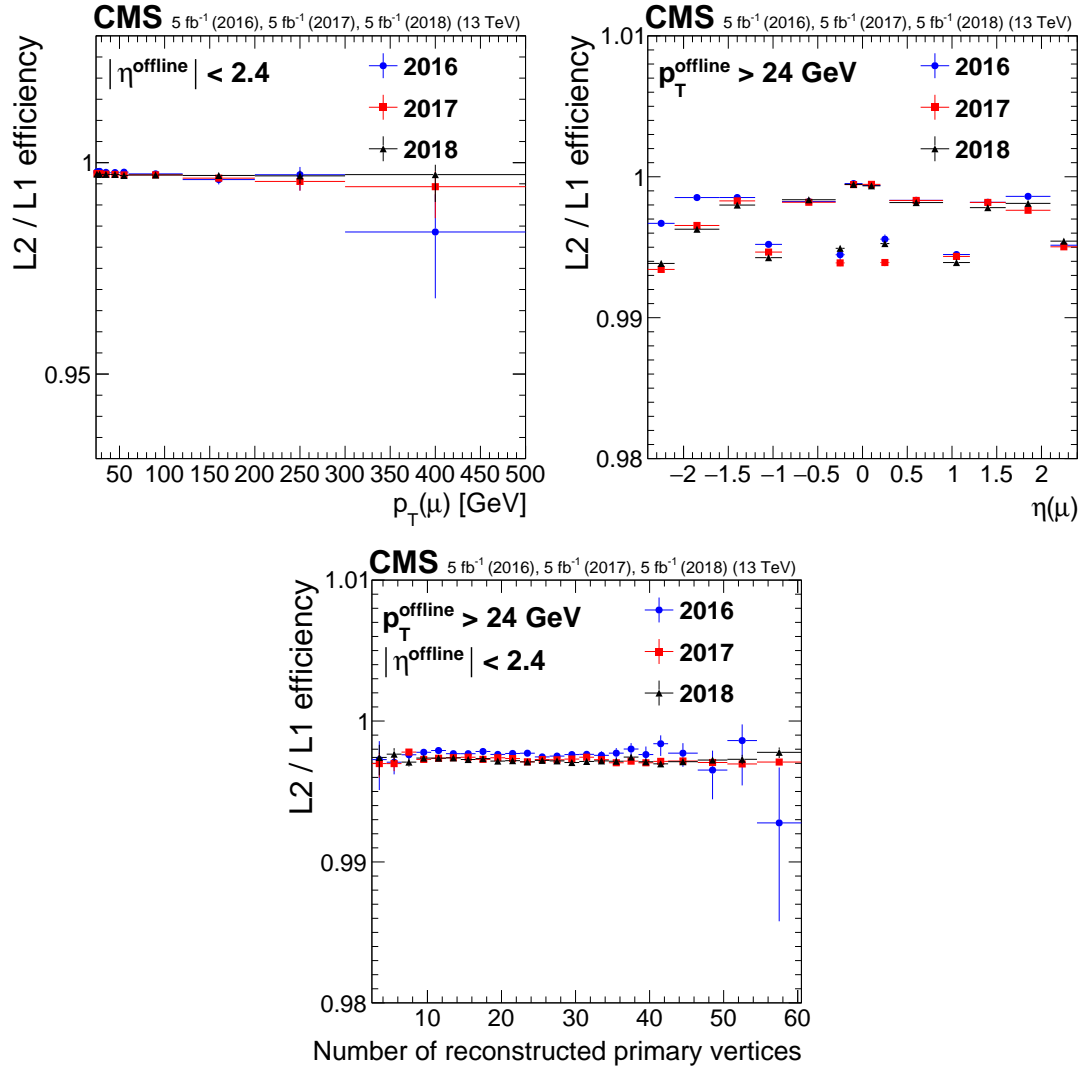 CMS 5 fb⁻¹ (2016), 5 fb⁻¹ (2017), 5 fb⁻¹ (2018) (13 TeV)
L2 / L1 efficiency
|η^offline| < 2.4
2016
2017
2018
1
0.95
50 100 150 200 250 300 350 400 450 500
p_T(μ) [GeV]
CMS 5 fb⁻¹ (2016), 5 fb⁻¹ (2017), 5 fb⁻¹ (2018) (13 TeV)
L2 / L1 efficiency
p_T^offline > 24 GeV
2016
2017
2018
1.01
1
0.99
0.98
−2 −1.5 −1 −0.5 0 0.5 1 1.5 2
η(μ)
CMS 5 fb⁻¹ (2016), 5 fb⁻¹ (2017), 5 fb⁻¹ (2018) (13 TeV)
L2 / L1 efficiency
p_T^offline > 24 GeV
|η^offline| < 2.4
2016
2017
2018
1.01
1
0.99
0.98
10 20 30 40 50 60
Number of reconstructed primary vertices